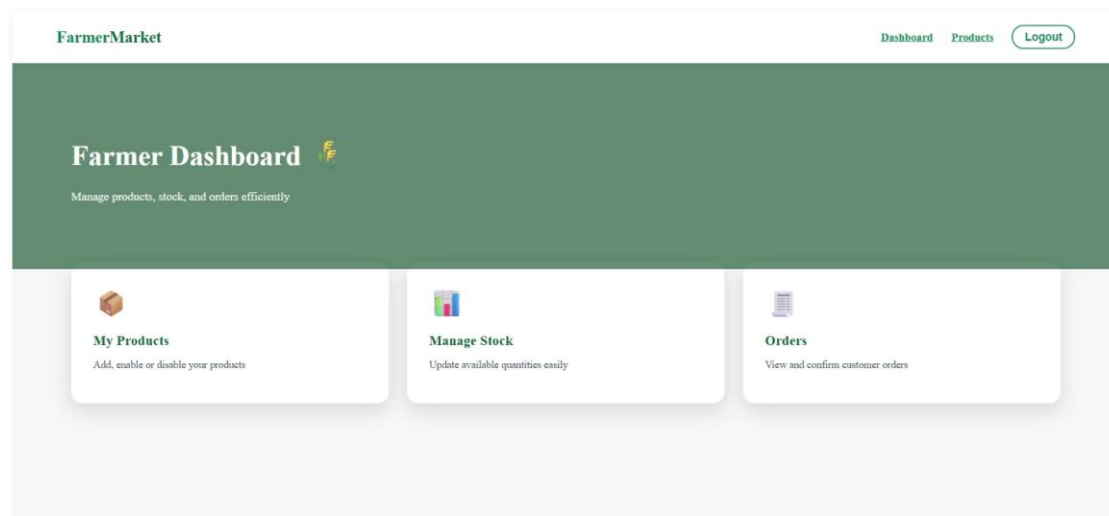 FarmerMarket
Dashboard Products Logout
Farmer Dashboard
Manage products, stock, and orders efficiently
My Products
Add, enable or disable your products
Manage Stock
Update available quantities easily
Orders
View and confirm customer orders